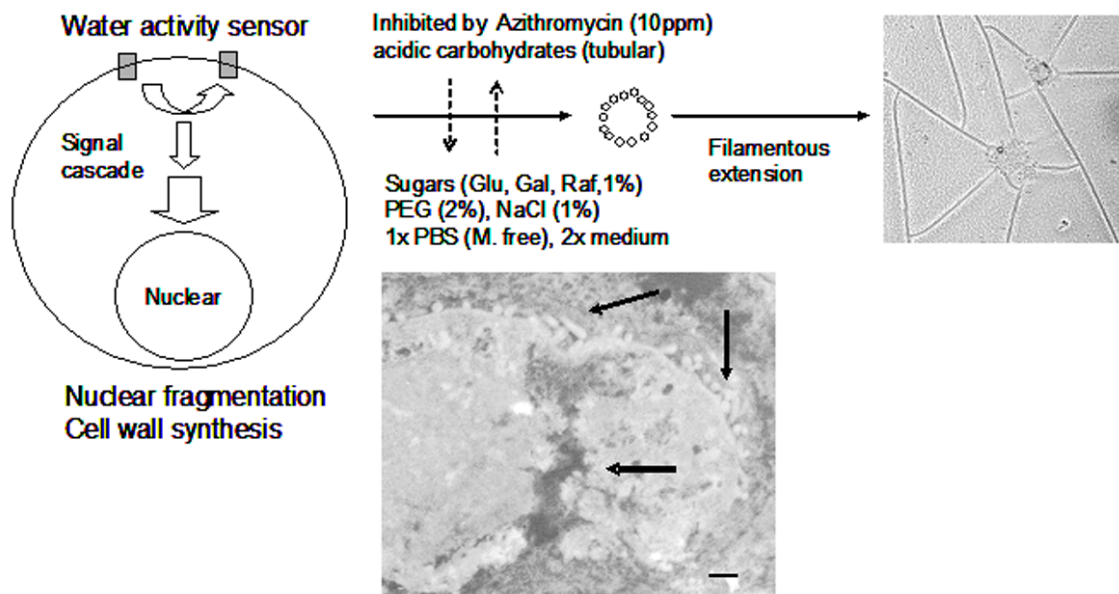 Water activity sensor
Signal
cascade
Nuclear
Nuclear fragmentation
Cell wall synthesis
Inhibited by Azithromycin (10ppm)
acidic carbohydrates (tubular)
Sugars (Glu, Gal, Raf,1%)
PEG (2%), NaCl (1%)
1x PBS (M. free), 2x medium
Filamentous
extension